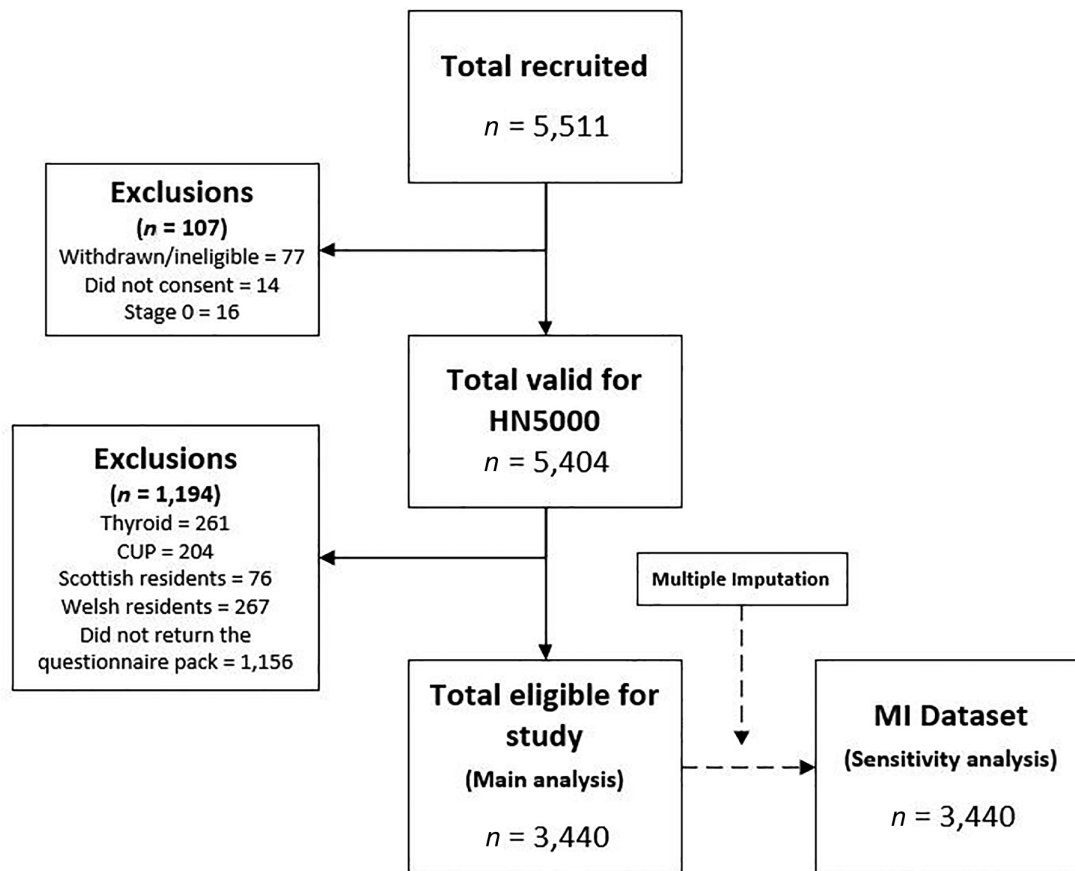 Total recruited
n = 5,511
Exclusions
(n = 107)
Withdrawn/ineligible = 77
Did not consent = 14
Stage 0 = 16
Total valid for
HN5000
n = 5,404
Exclusions
(n = 1,194)
Thyroid = 261
CUP = 204
Scottish residents = 76
Welsh residents = 267
Did not return the
questionnaire pack = 1,156
Multiple Imputation
Total eligible for
study
(Main analysis)
n = 3,440
MI Dataset
(Sensitivity analysis)
n = 3,440